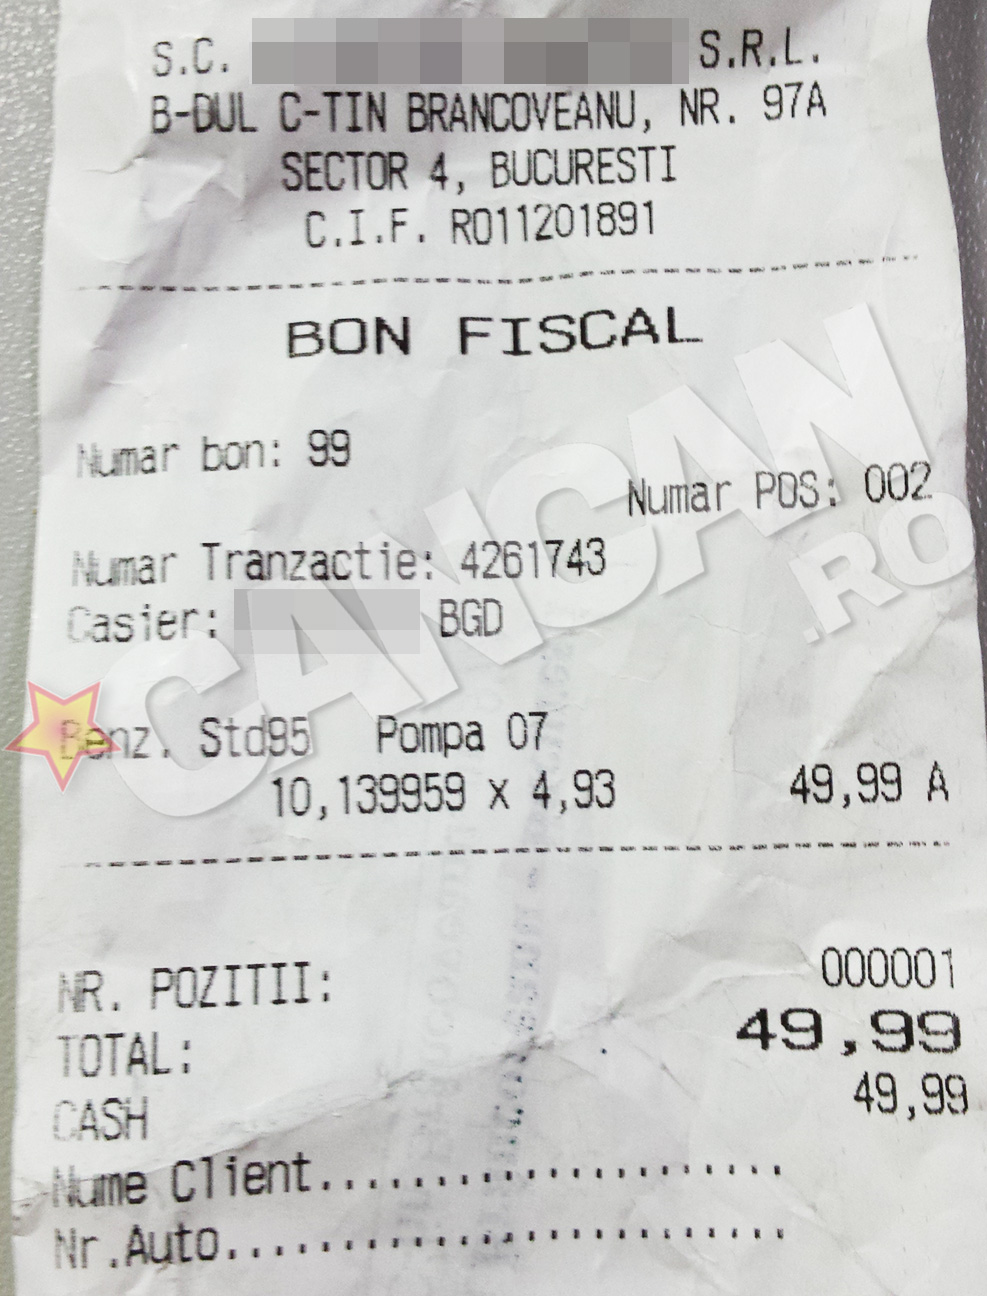 S.C. S.R.L.
B-DUL C-TIN BRANCOVEANU, NR. 97A
SECTOR 4, BUCURESTI
C.I.F. RO11201891
BON FISCAL
Numar bon: 99
Numar POS: 002
Numar Tranzactie: 4261743
Casier: BGD
Benz. Std95 Pompa 07
10,139959 x 4,93 49,99 A
NR. POZITII: 000001
TOTAL: 49,99
CASH 49,99
Nume Client......................
Nr.Auto..........................
CANCAN.RO